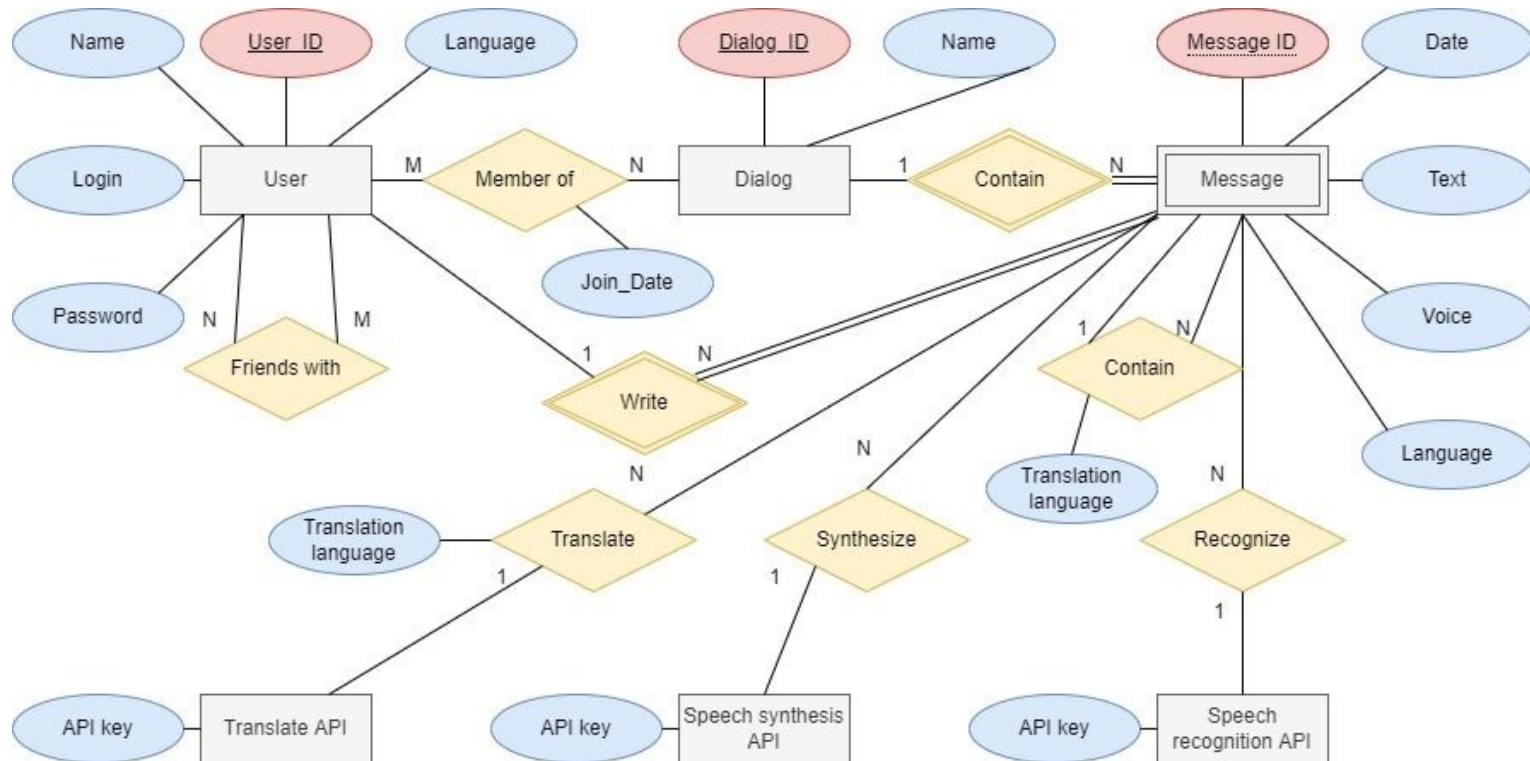 Name
User_ID
Language
Dialog_ID
Name
Message ID
Date
Login
User
M
Member of
N
Dialog
1
Contain
N
Message
Text
Password
Join_Date
Voice
N
M
Friends with
1
N
Write
1
N
Contain
Language
N
N
Translation
language
N
Translation
language
Translate
Synthesize
Recognize
1
1
1
API key
Translate API
API key
Speech synthesis
API
API key
Speech
recognition API